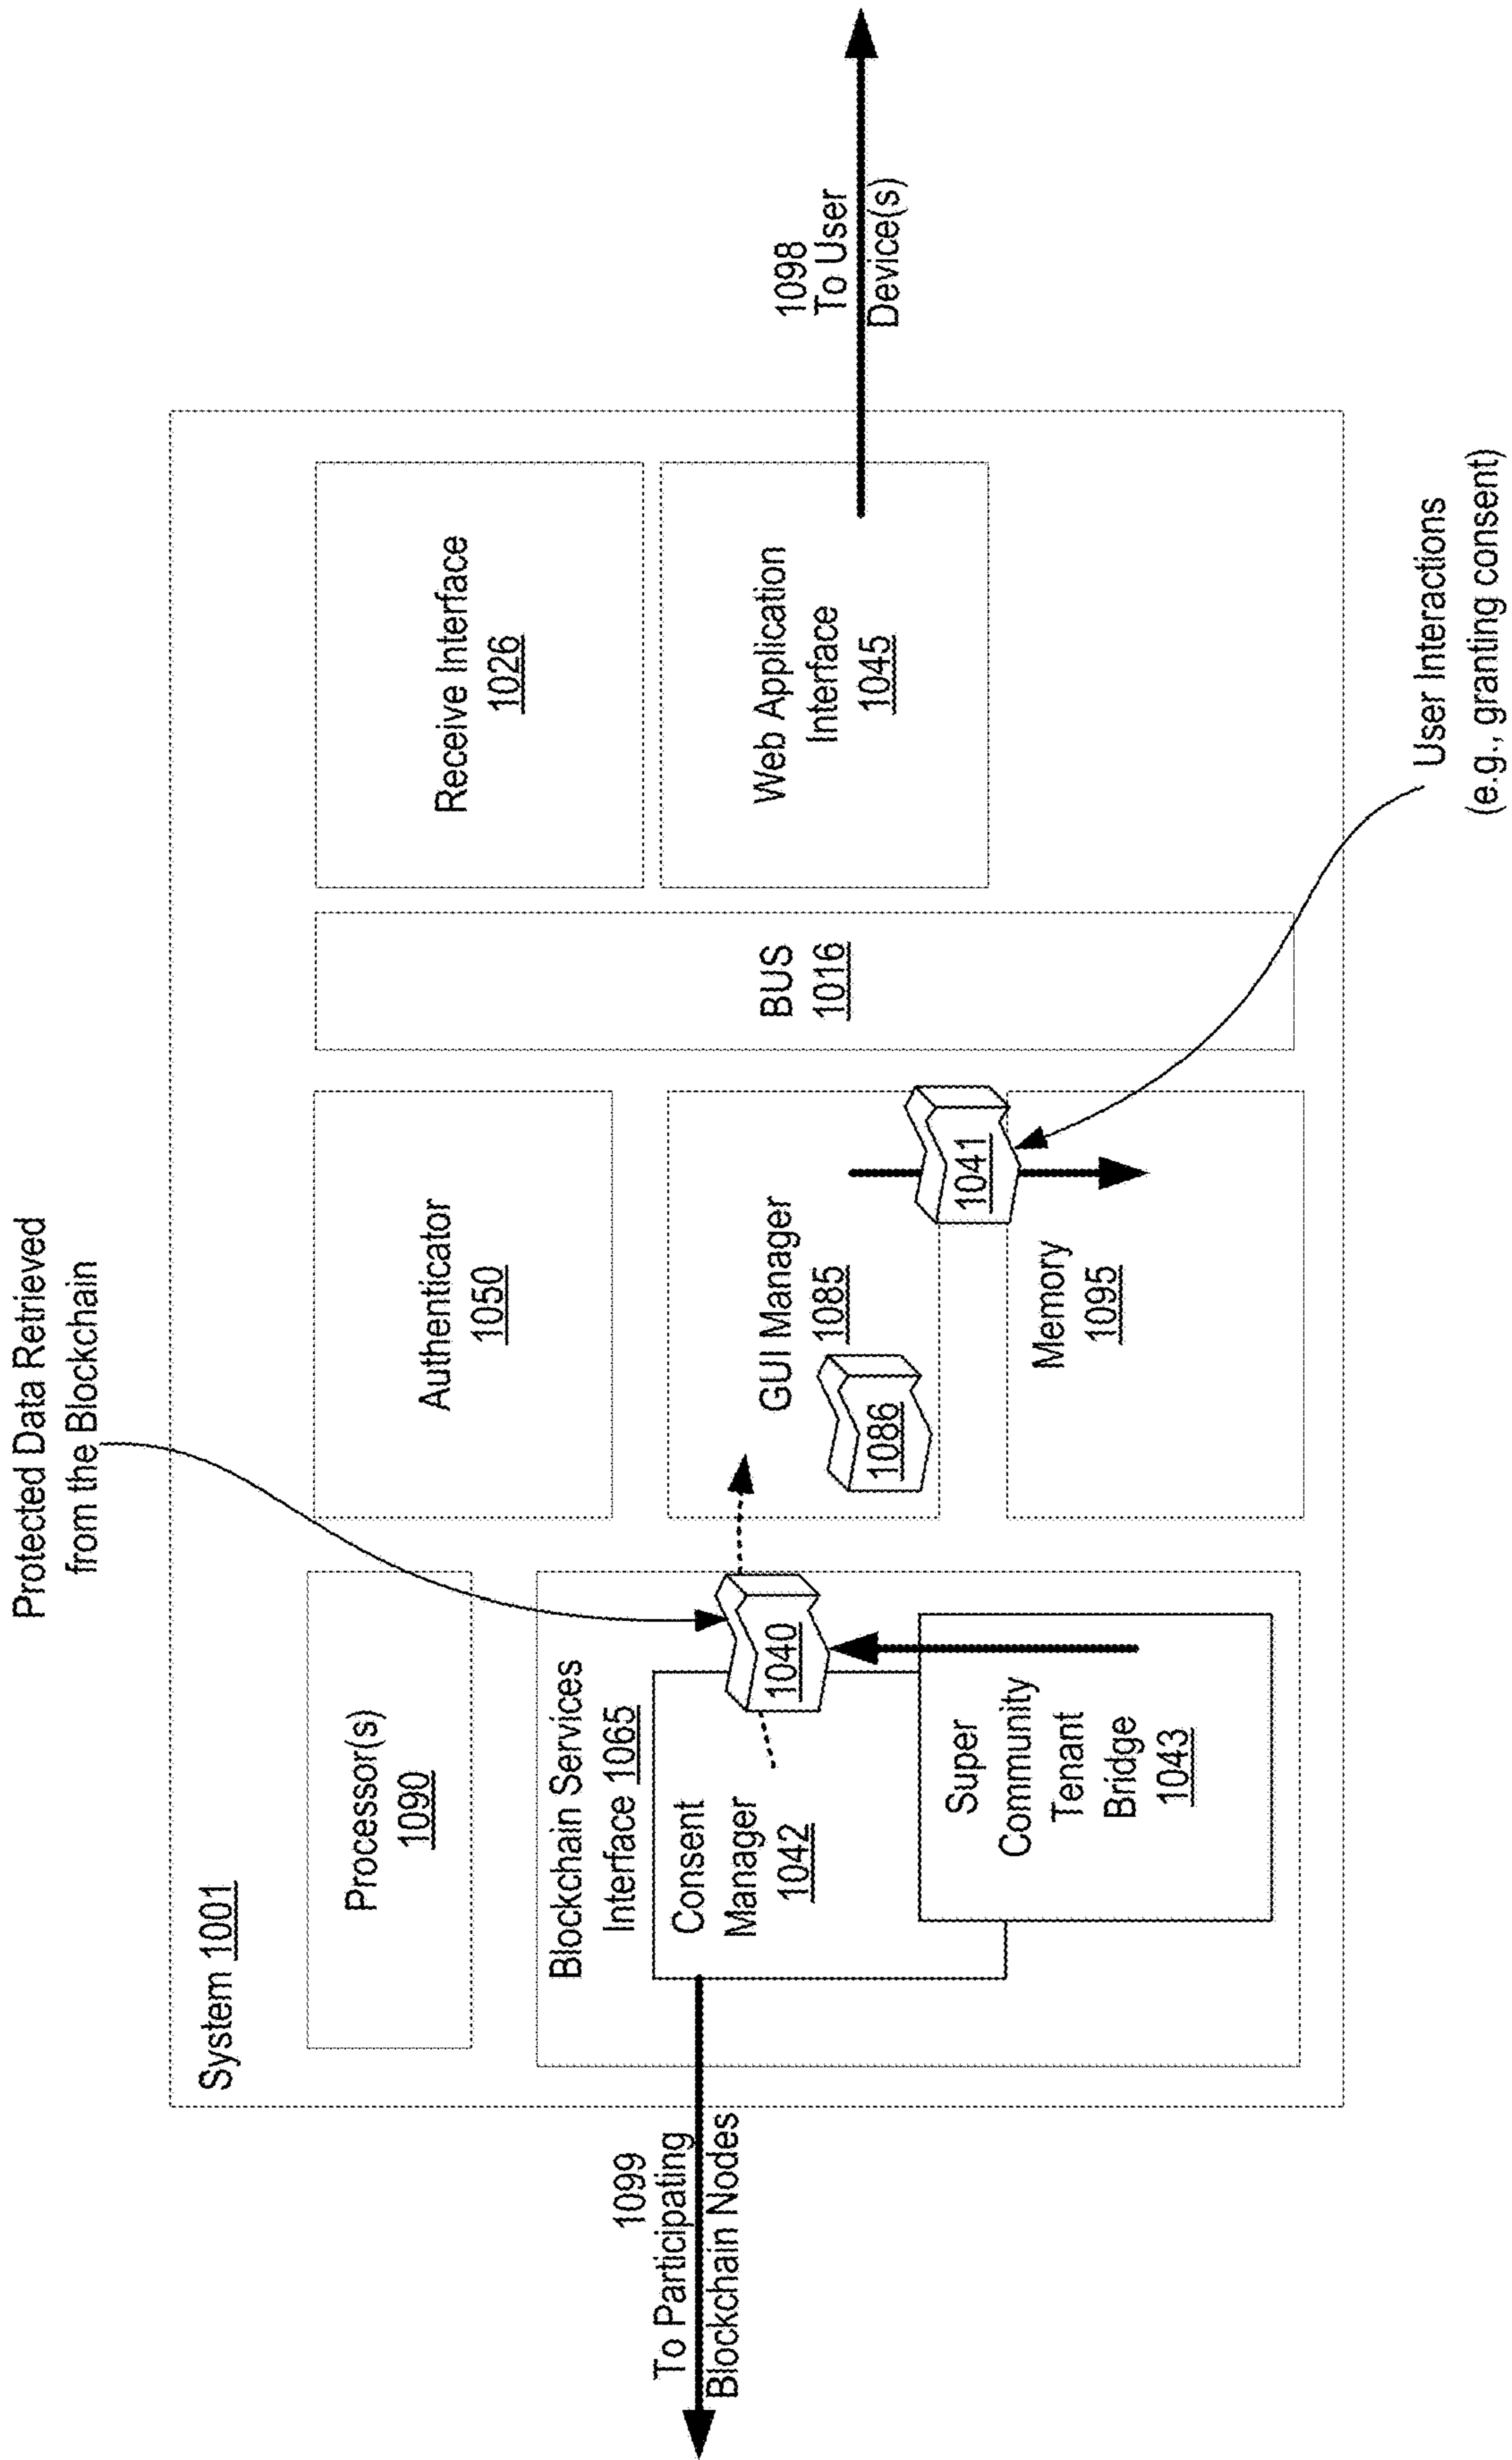 Protected Data Retrieved
from the Blockchain
System 1001
Processor(s)
1090
Authenticator
1050
BUS
1016
Receive Interface
1026
Blockchain Services
Interface 1065
Consent
Manager
1042
1040
Super
Community
Tenant
Bridge
1043
GUI Manager
1085
1086
1041
Memory
1095
Web Application
Interface
1045
1099
To Participating
Blockchain Nodes
1098
To User
Device(s)
User Interactions
(e.g., granting consent)